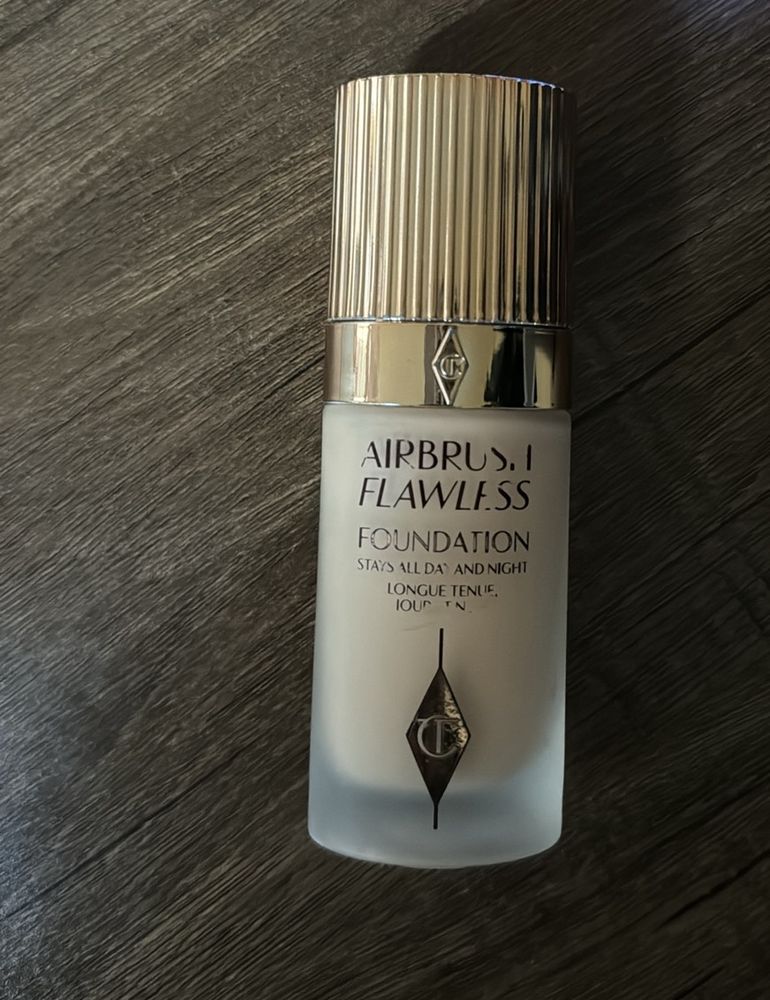 AIRBRUSH
FLAWLESS
FOUNDATION
STAYS ALL DAY AND NIGHT
LONGUE TENUE,